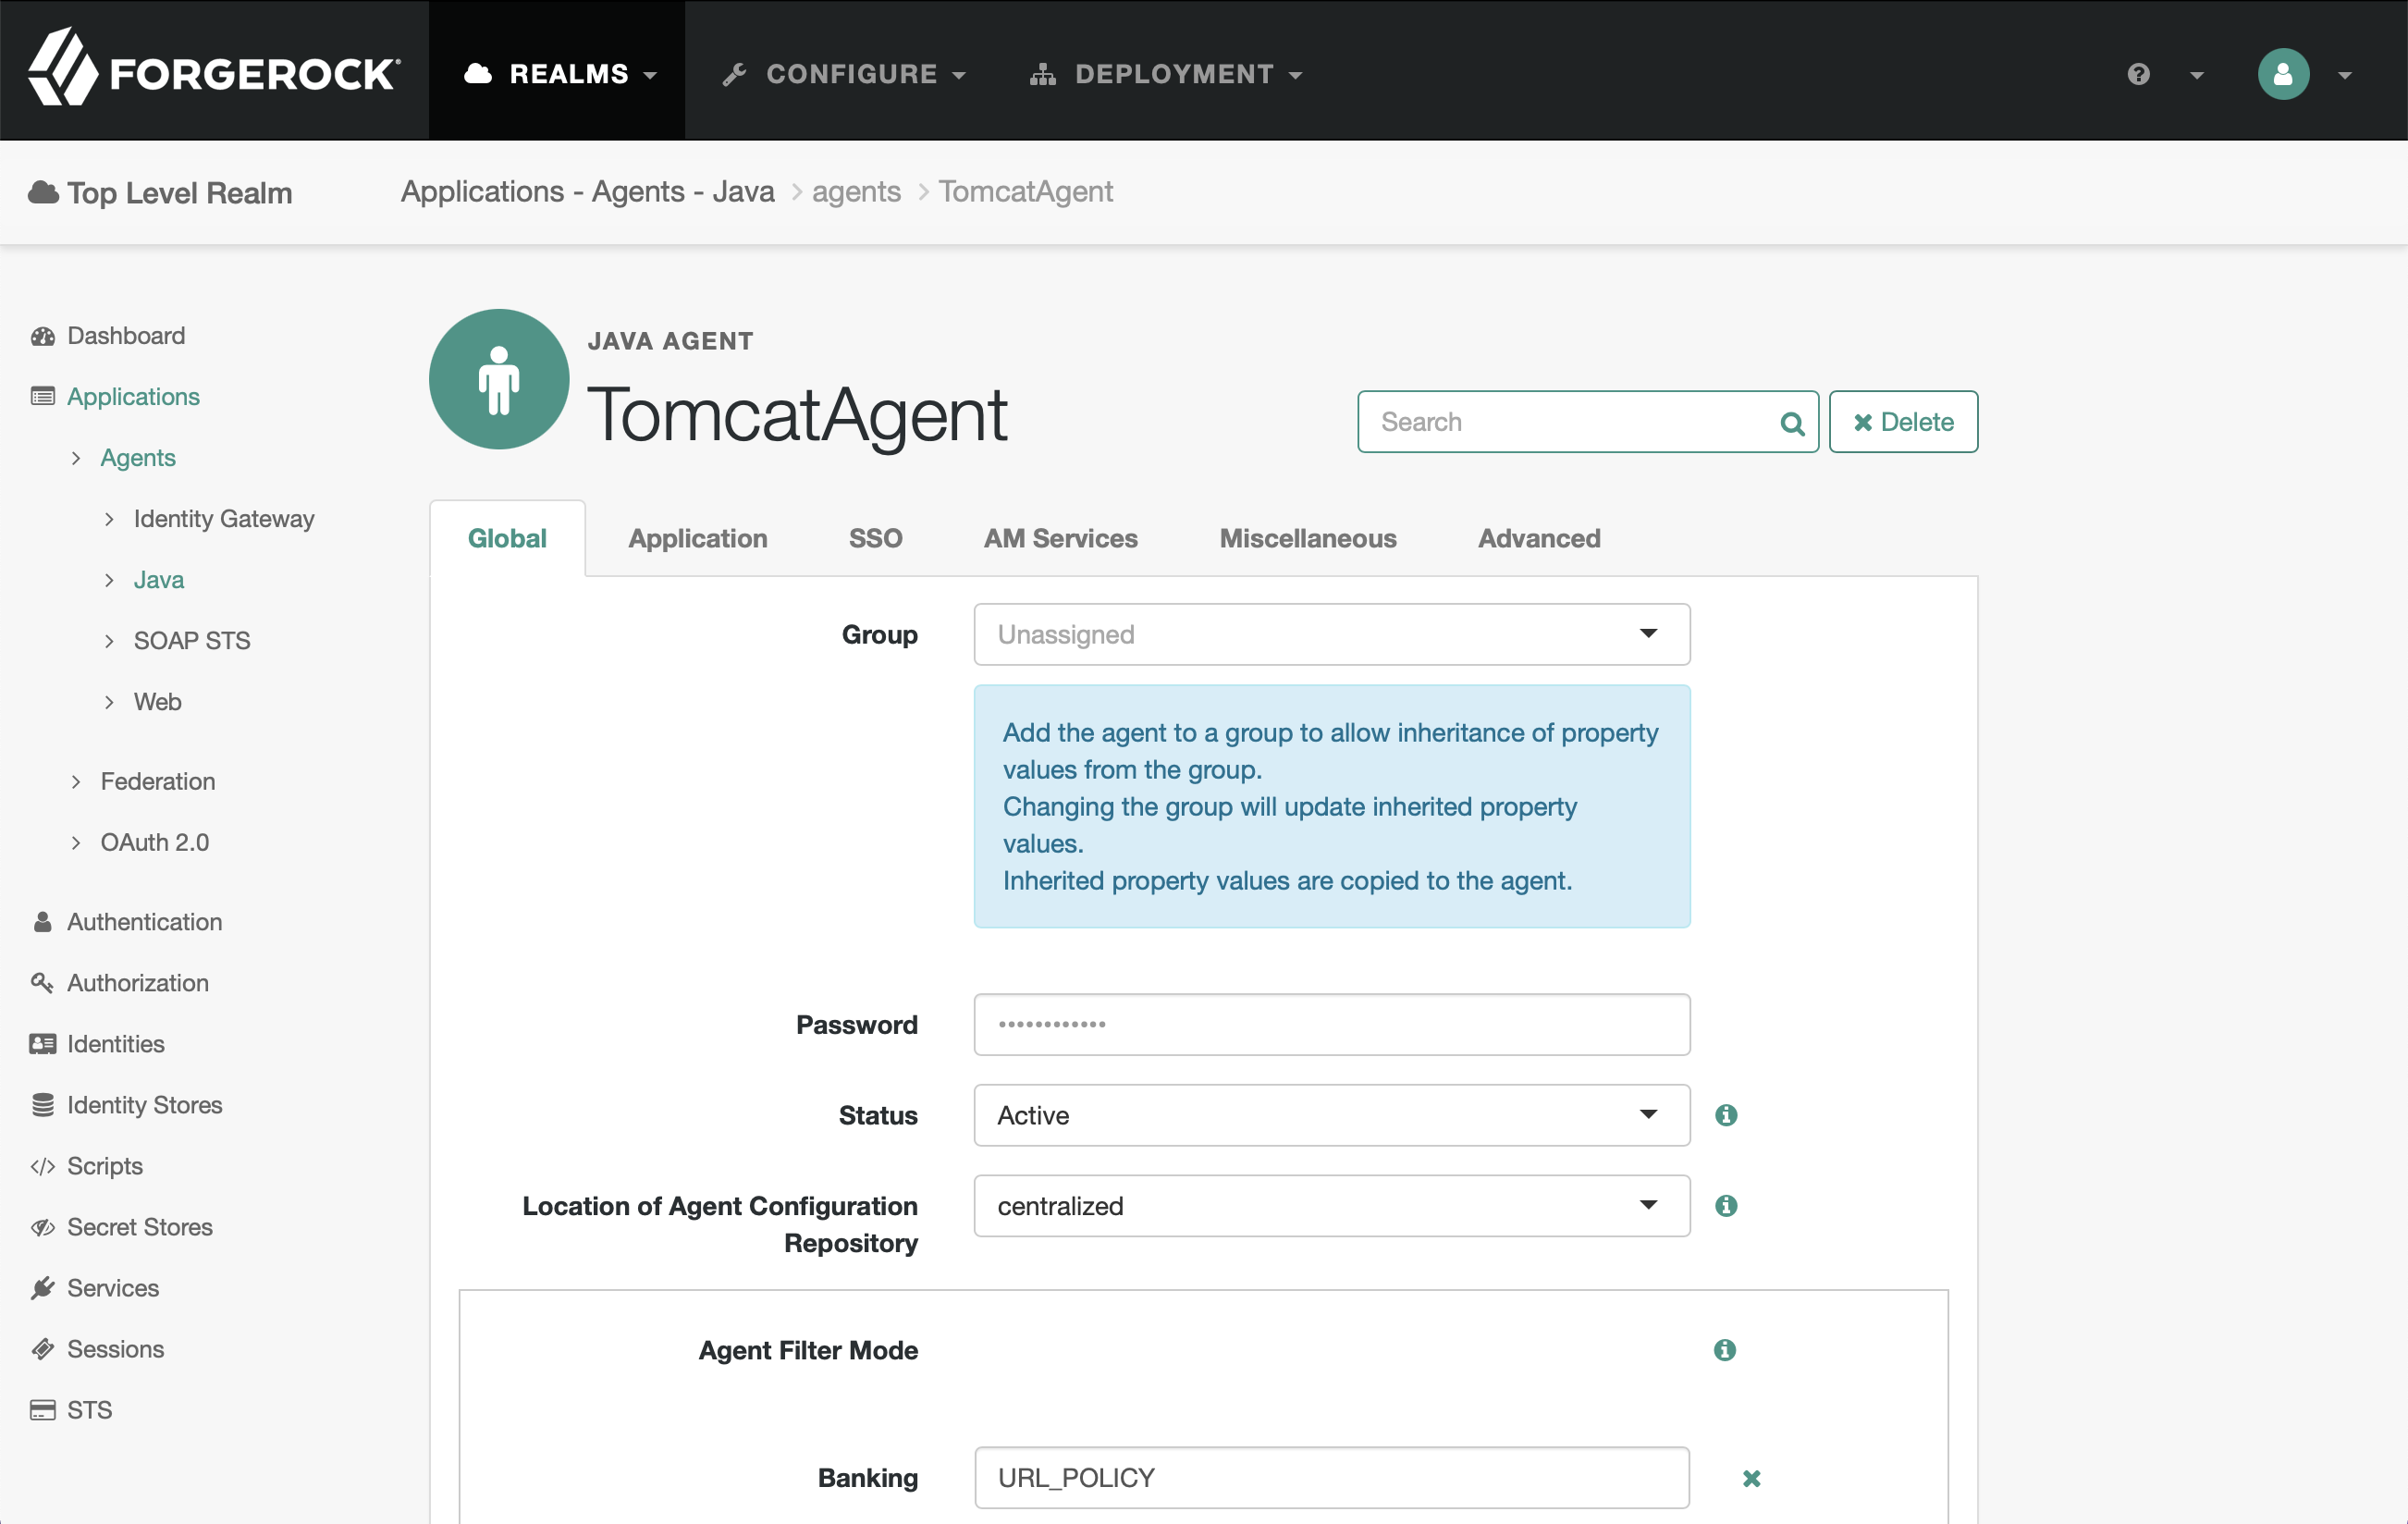 FORGEROCK
REALMS
CONFIGURE
DEPLOYMENT
Top Level Realm
Applications - Agents - Java
agents
TomcatAgent
Dashboard
Applications
Agents
Identity Gateway
Java
SOAP STS
Web
Federation
OAuth 2.0
Authentication
Authorization
Identities
Identity Stores
Scripts
Secret Stores
Services
Sessions
STS
JAVA AGENT
TomcatAgent
Search
Delete
Global
Application
SSO
AM Services
Miscellaneous
Advanced
Group
Unassigned
Add the agent to a group to allow inheritance of property
values from the group.
Changing the group will update inherited property
values.
Inherited property values are copied to the agent.
Password
••••••••••••
Status
Active
Location of Agent Configuration
Repository
centralized
Agent Filter Mode
Banking
URL_POLICY